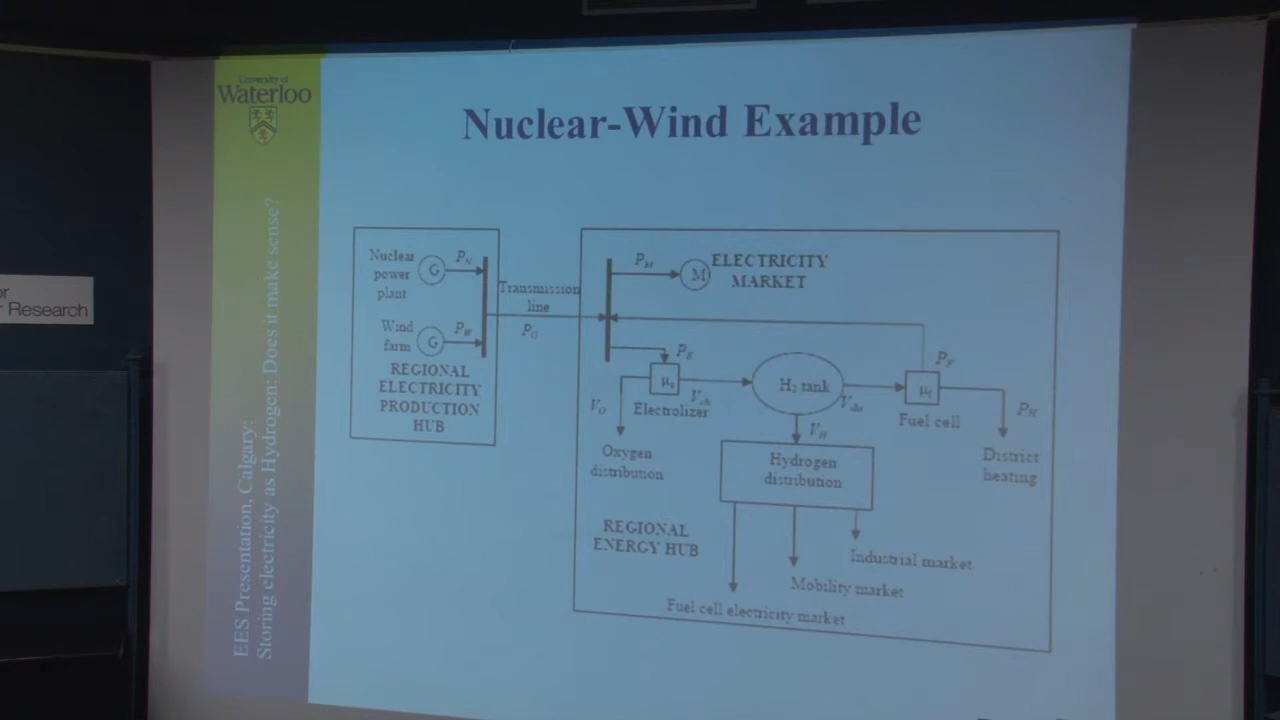 University of
Waterloo
EES Presentation, Calgary:
Storing electricity as Hydrogen: Does it make sense?
Nuclear-Wind Example
Nuclear
power
plant
G
P_N
Wind
farm
G
P_W
REGIONAL
ELECTRICITY
PRODUCTION
HUB
Transmission
line
P_G
P_M
M
ELECTRICITY
MARKET
P_E
μe
Electrolizer
V_O
V_ch
Oxygen
distribution
H2 tank
V_dis
V_H
P_F
μf
Fuel cell
P_H
District
heating
Hydrogen
distribution
REGIONAL
ENERGY HUB
Industrial market
Mobility market
Fuel cell electricity market
or
Research